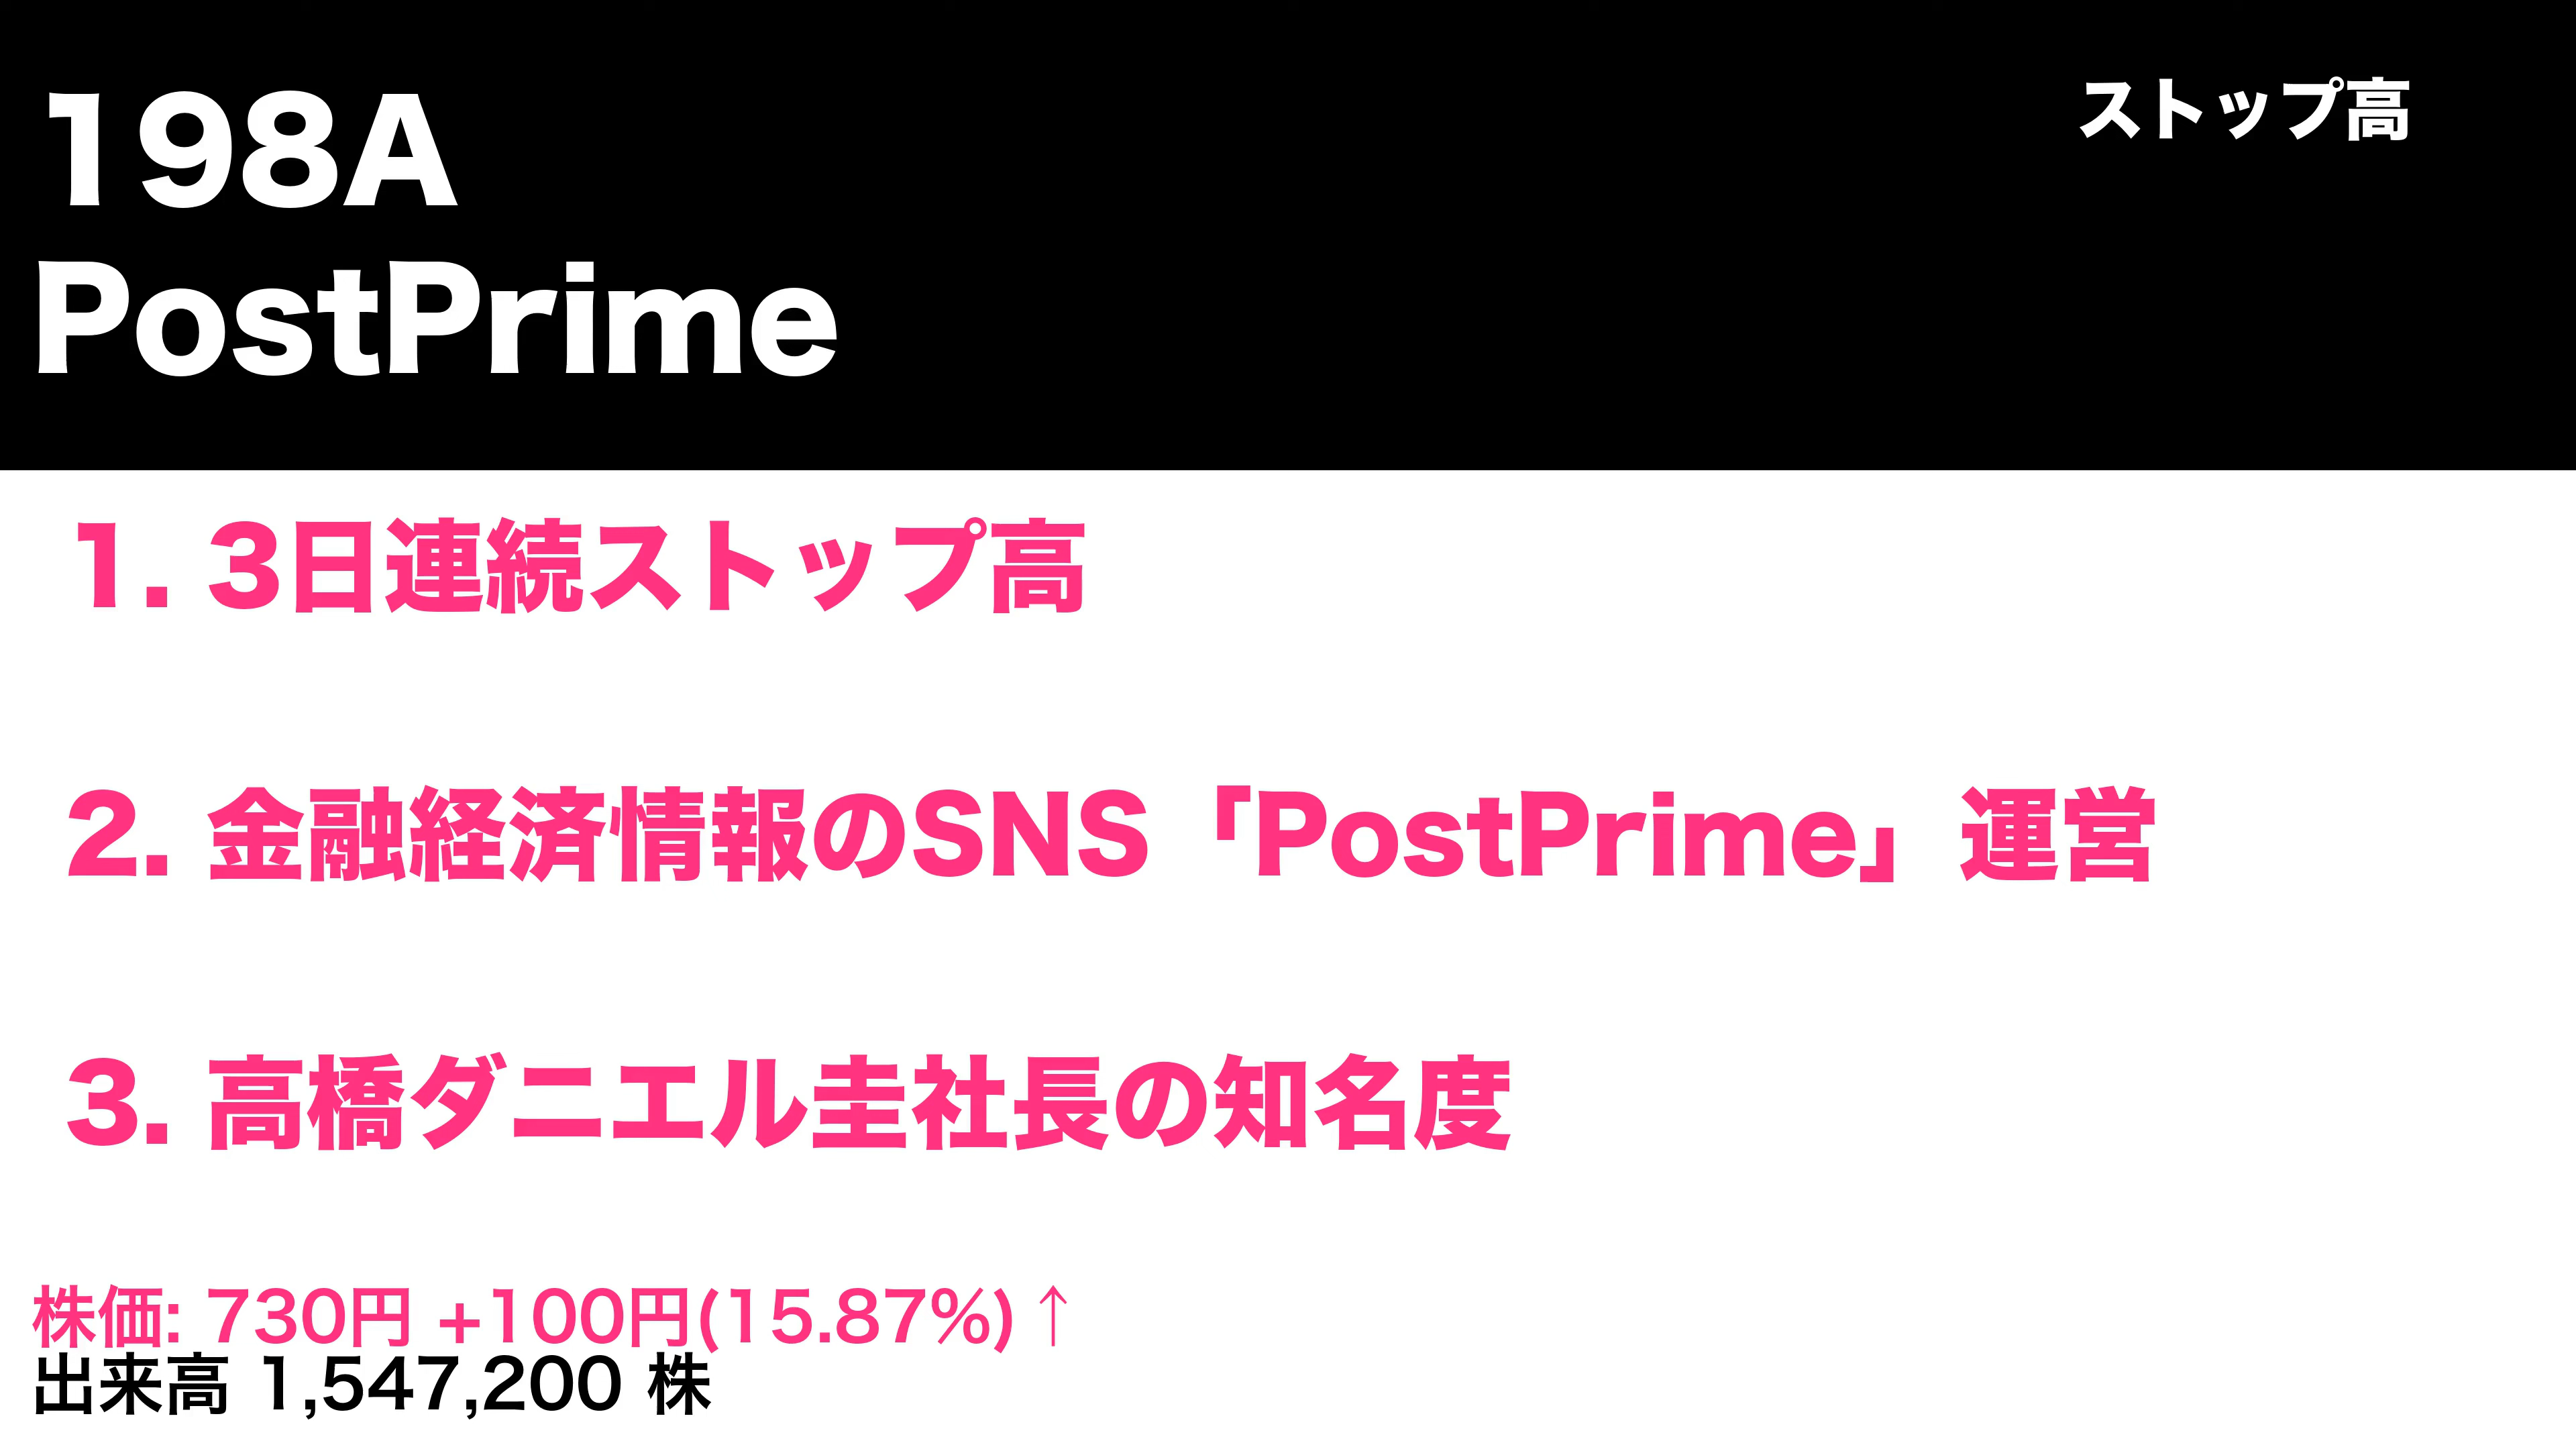 198A
PostPrime
ストップ高
1. 3日連続ストップ高
2. 金融経済情報のSNS「PostPrime」運営
3. 高橋ダニエル圭社長の知名度
株価: 730円 +100円(15.87%)↑
出来高 1,547,200 株